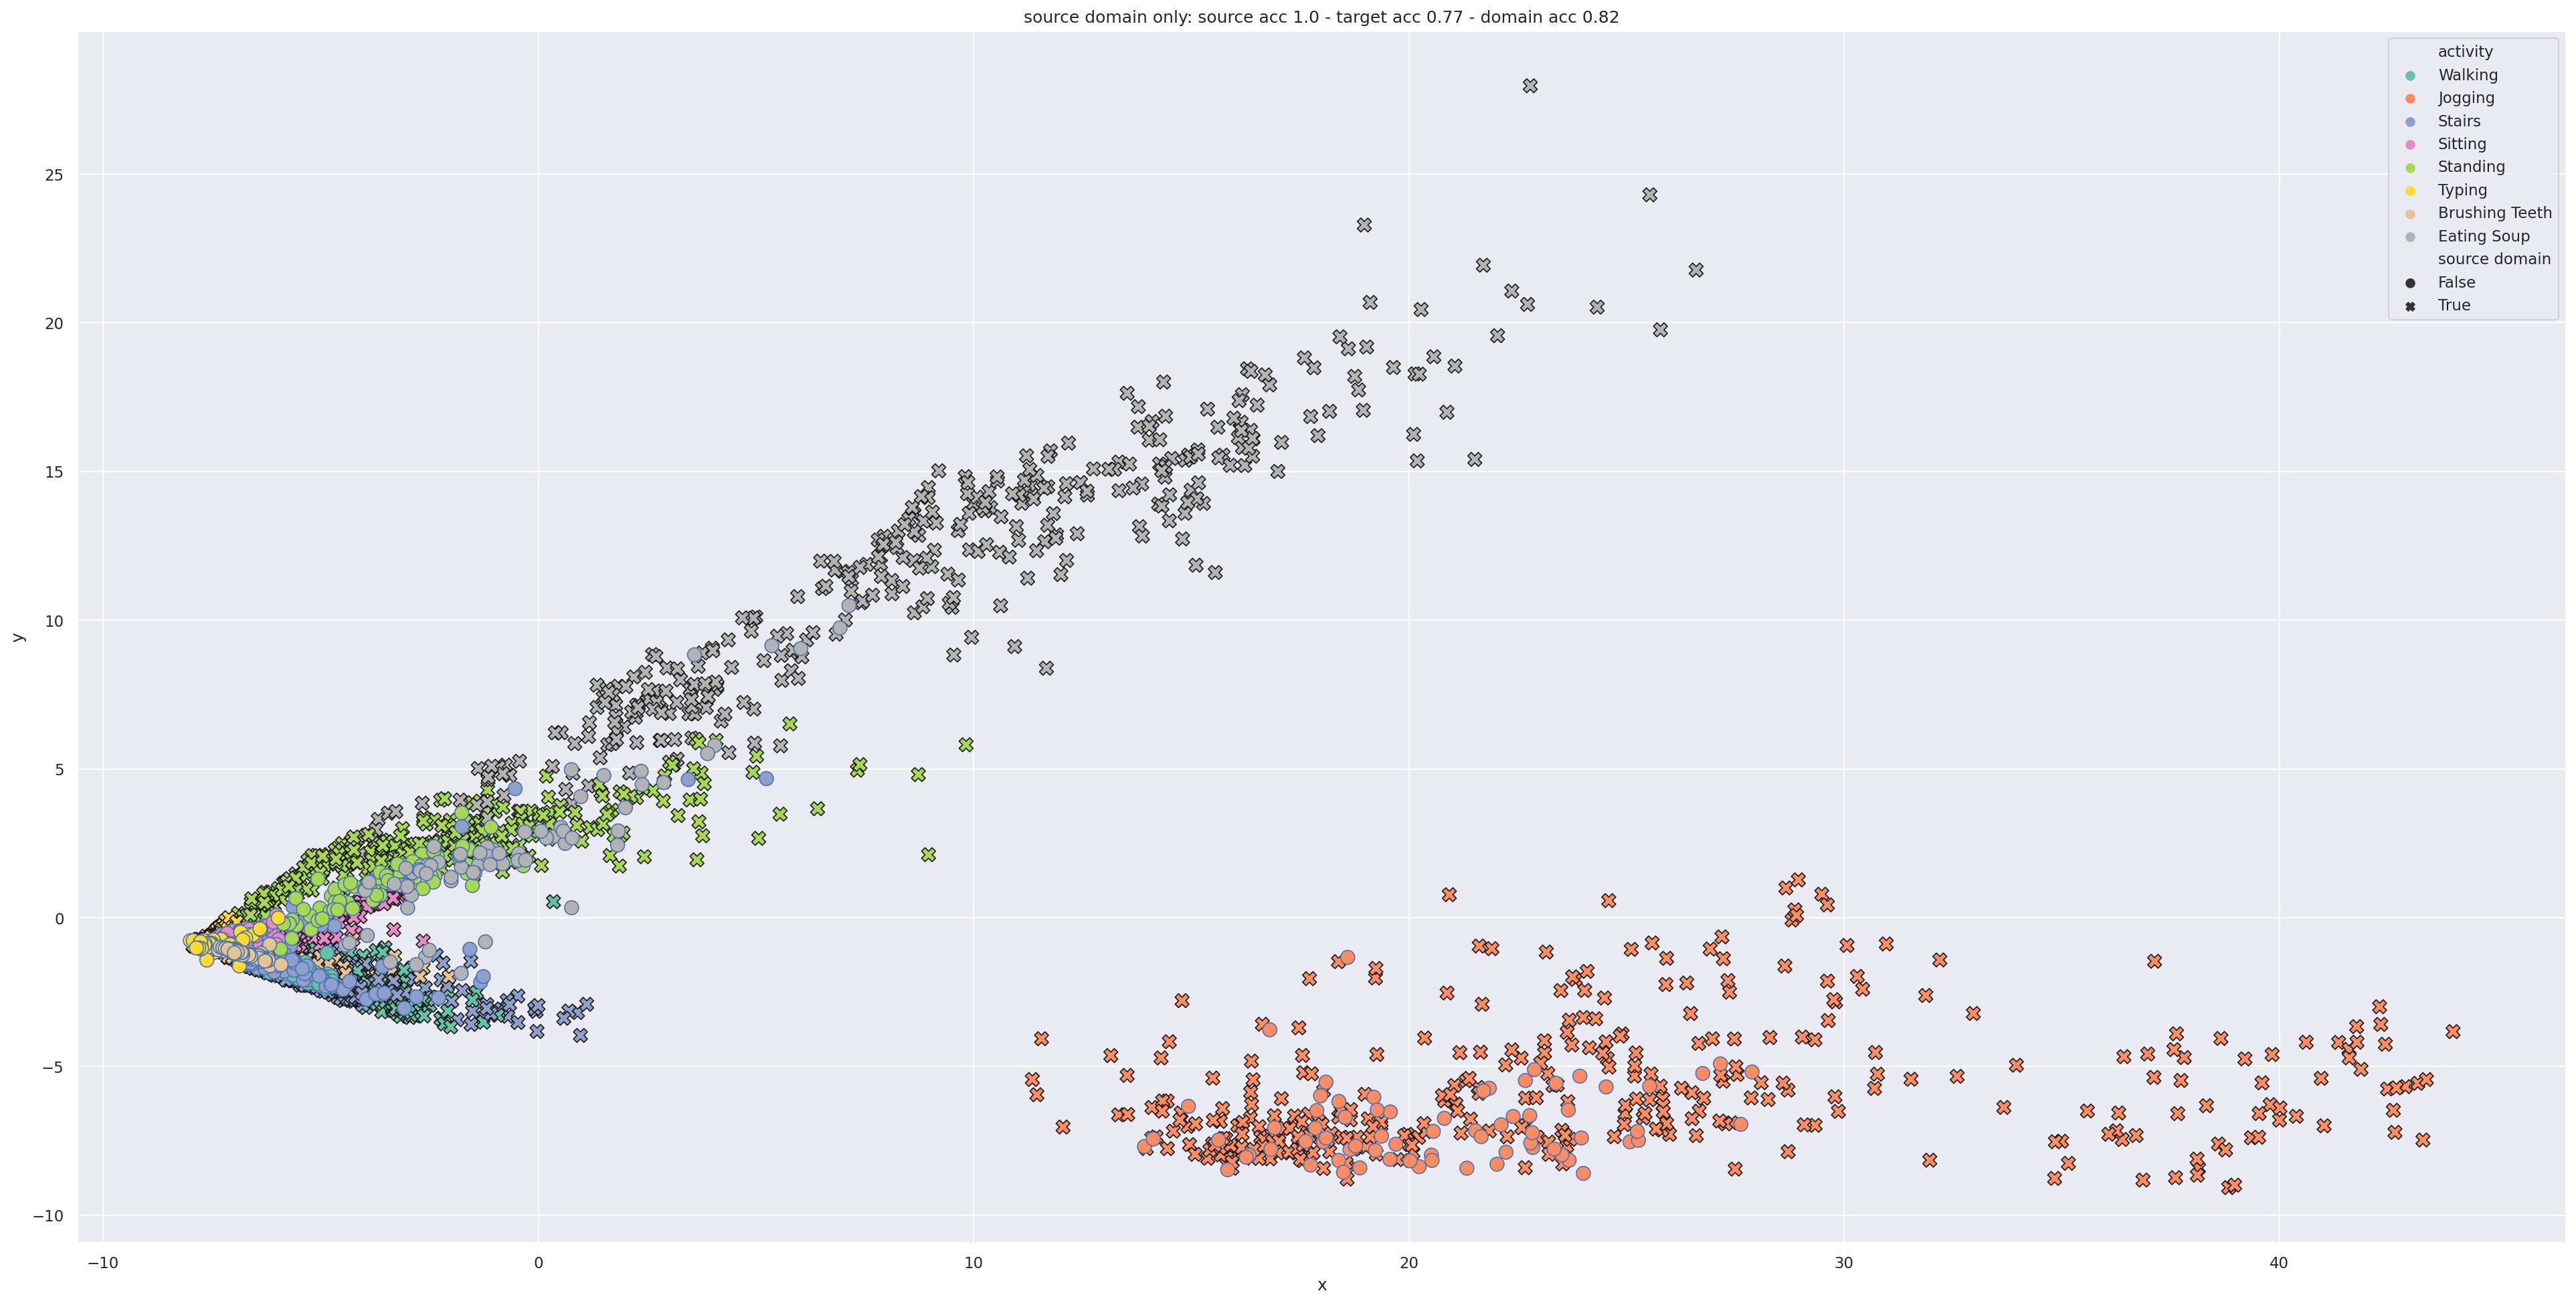 source domain only: source acc 1.0 - target acc 0.77 - domain acc 0.82
activity
Walking
Jogging
Stairs
Sitting
Standing
Typing
Brushing Teeth
Eating Soup
source domain
False
True
25
20
15
10
5
0
−5
−10
y
−10
0
10
20
30
40
x